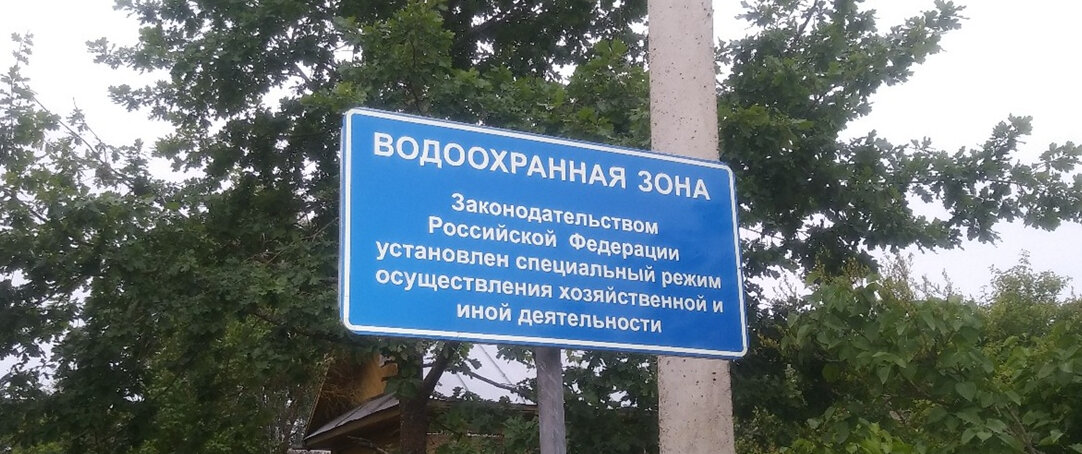 ВОДООХРАННАЯ ЗОНА
Законодательством
Российской Федерации
установлен специальный режим
осуществления хозяйственной и
иной деятельности